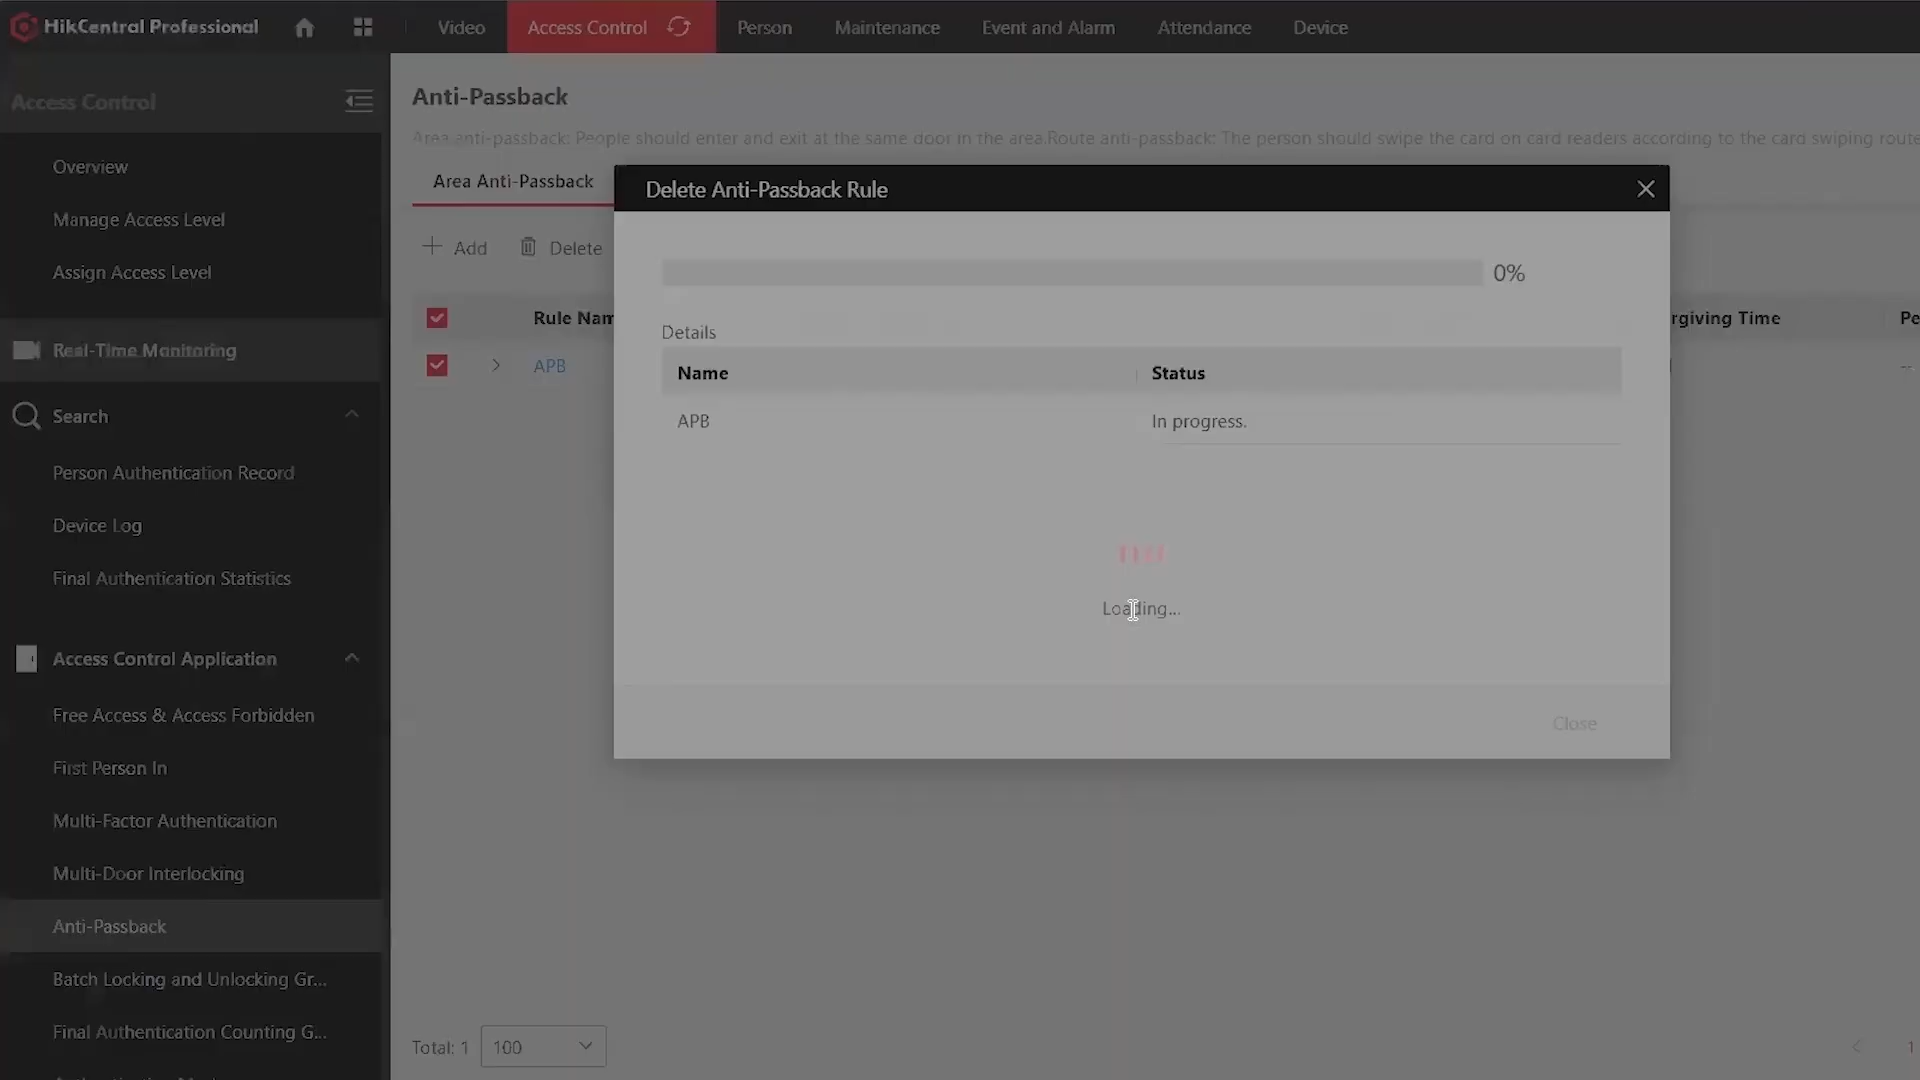 HikCentral Professional
Video
Access Control
Person
Maintenance
Event and Alarm
Attendance
Device
Access Control
Overview
Manage Access Level
Assign Access Level
Real-Time Monitoring
Search
Person Authentication Record
Device Log
Final Authentication Statistics
Access Control Application
Free Access & Access Forbidden
First Person In
Multi-Factor Authentication
Multi-Door Interlocking
Anti-Passback
Batch Locking and Unlocking Gr...
Final Authentication Counting G...
Anti-Passback
Area anti-passback: People should enter and exit at the same door in the area.Route anti-passback: The person should swipe the card on card readers according to the card swiping route
Area Anti-Passback
Add
Delete
Rule Nam
rgiving Time
Pe
APB
--
Delete Anti-Passback Rule
0%
Details
Name
Status
APB
In progress.
Loading...
Close
Total: 1
100
1